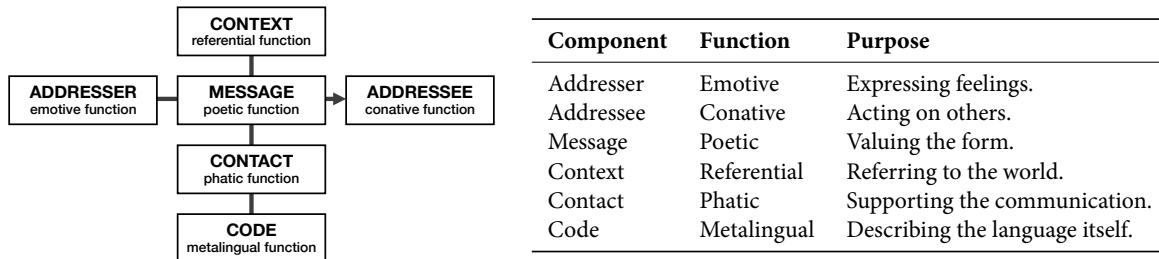 CONTEXT
referential function
ADDRESSER
emotive function
MESSAGE
poetic function
ADDRESSEE
conative function
CONTACT
phatic function
CODE
metalingual function
Component Function Purpose
Addresser Emotive Expressing feelings.
Addressee Conative Acting on others.
Message Poetic Valuing the form.
Context Referential Referring to the world.
Contact Phatic Supporting the communication.
Code Metalingual Describing the language itself.